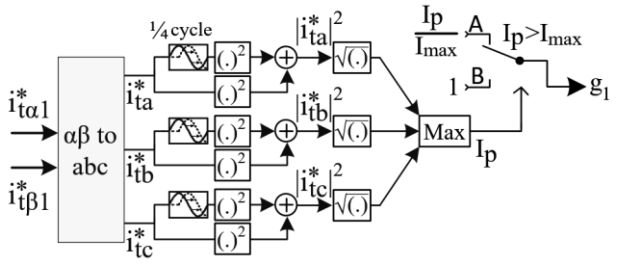 ¼ cycle
i*tα1
i*tβ1
αβ to
abc
i*ta
(.)²
(.)²
|i*ta|²
√(.)
i*tb
(.)²
(.)²
|i*tb|²
√(.)
i*tc
(.)²
(.)²
|i*tc|²
√(.)
Max
Ip
Ip
Imax
A
Ip>Imax
1
B
g1